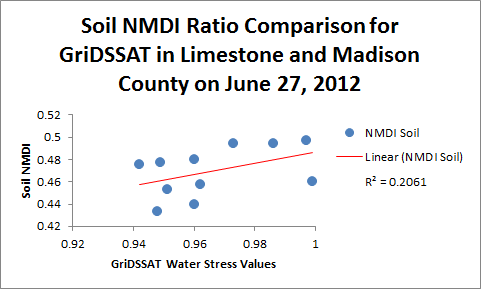 Soil NMDI Ratio Comparison for
GriDSSAT in Limestone and Madison
County on June 27, 2012
Soil NMDI
0.52
0.5
0.48
0.46
0.44
0.42
0.92
0.94
0.96
0.98
1
GriDSSAT Water Stress Values
NMDI Soil
Linear (NMDI Soil)
R² = 0.2061